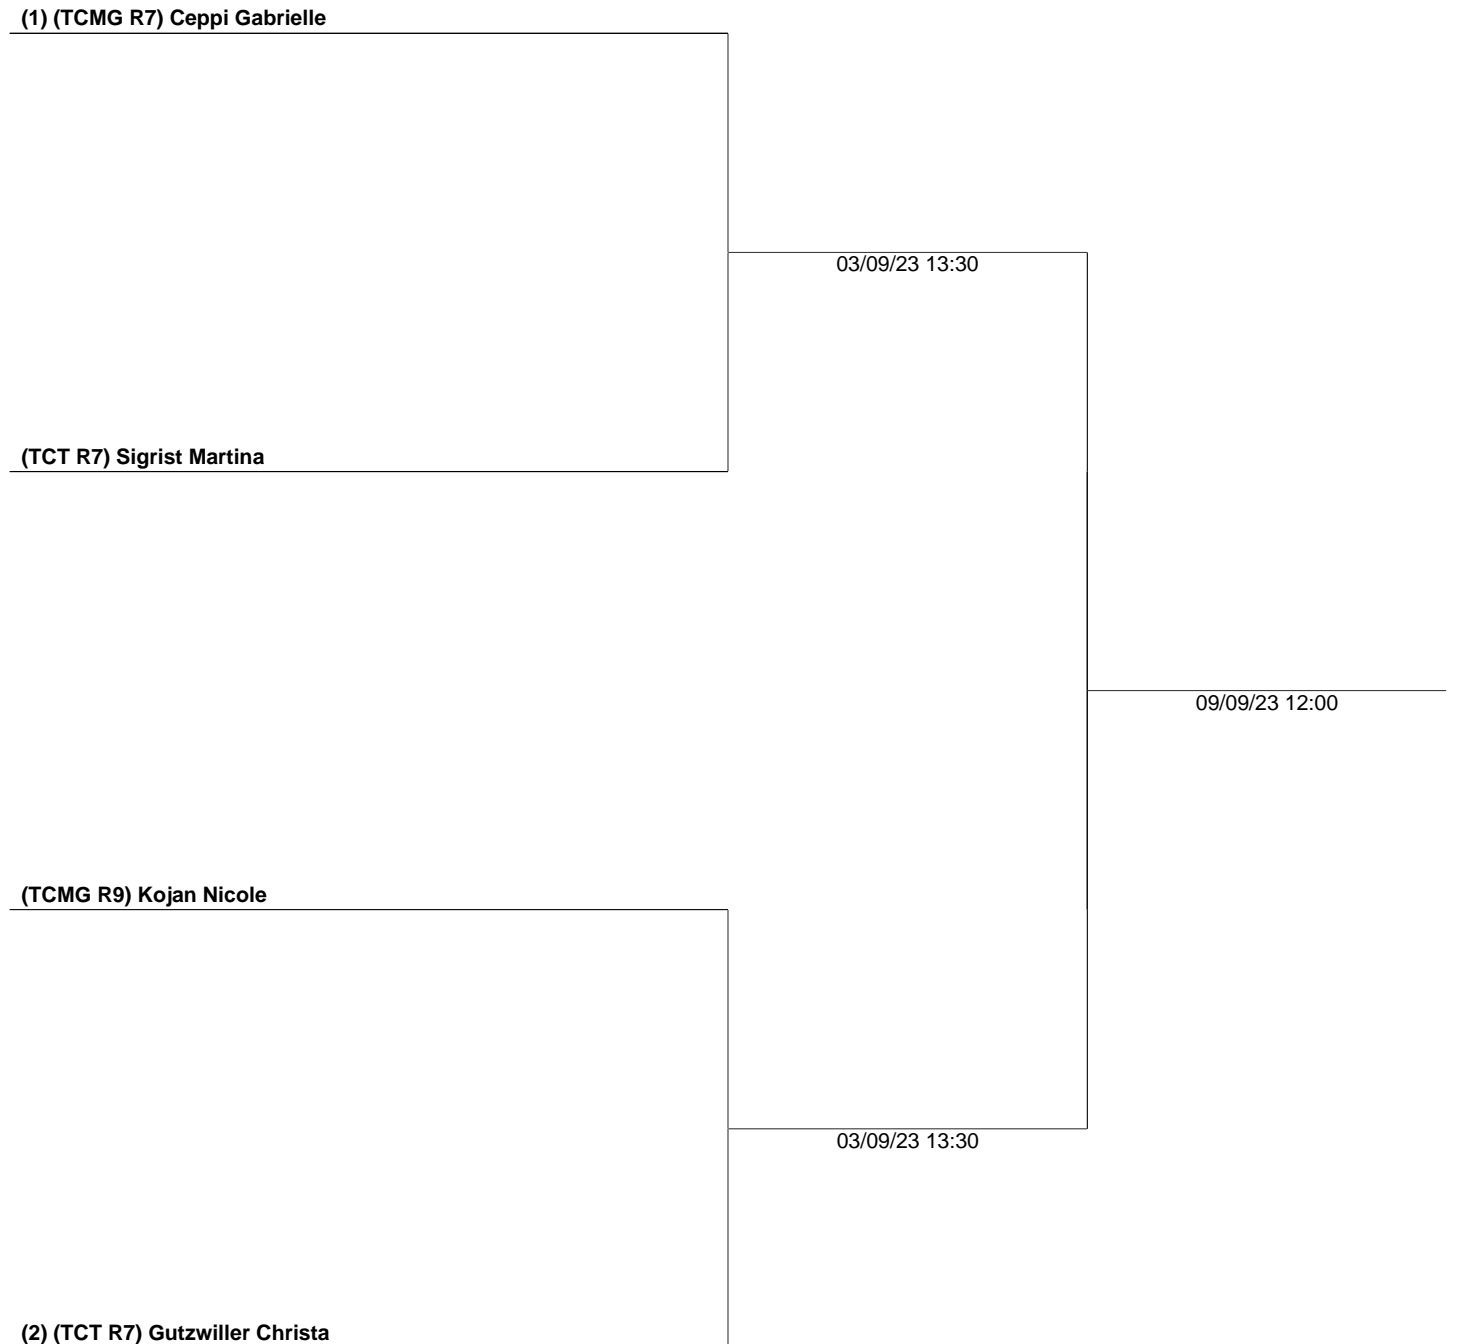 (1) (TCMG R7) Ceppi Gabrielle
03/09/23 13:30
(TCT R7) Sigrist Martina
09/09/23 12:00
(TCMG R9) Kojan Nicole
03/09/23 13:30
(2) (TCT R7) Gutzwiller Christa